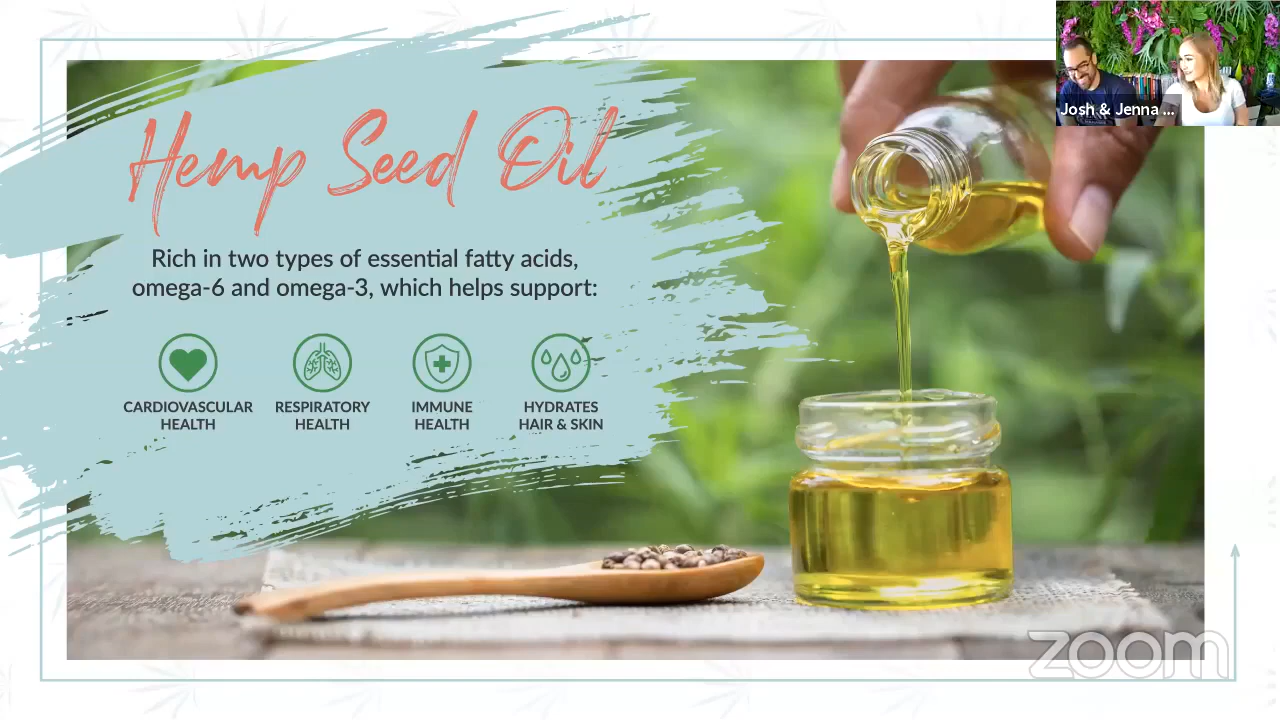 Josh & Jenna ...
Hemp Seed Oil
Rich in two types of essential fatty acids,
omega-6 and omega-3, which helps support:
CARDIOVASCULAR
HEALTH
RESPIRATORY
HEALTH
IMMUNE
HEALTH
HYDRATES
HAIR & SKIN
zoom